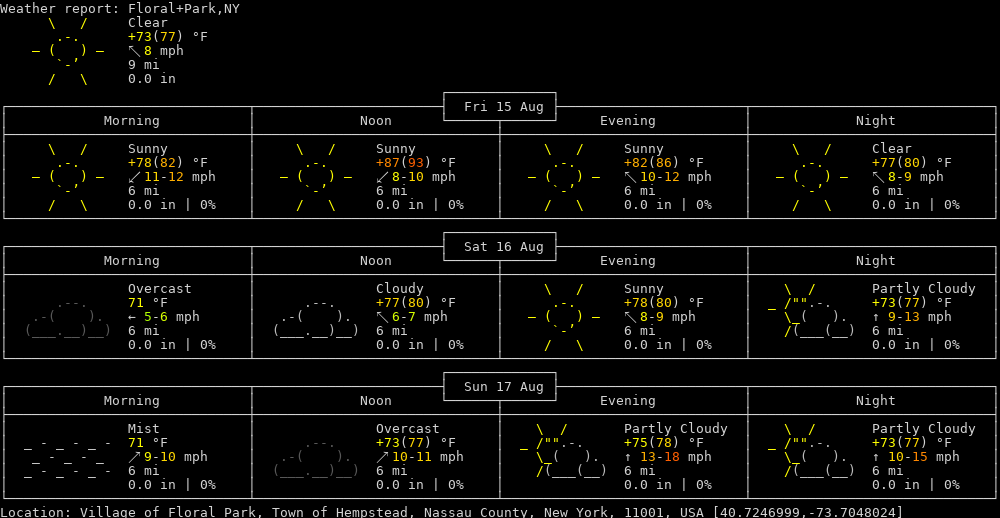 Weather report: Floral+Park,NY
Clear
+73(77) °F
↖ 8 mph
9 mi
0.0 in
Fri 15 Aug
Morning Noon Evening Night
Sunny Sunny Sunny Clear
+78(82) °F +87(93) °F +82(86) °F +77(80) °F
↙ 11-12 mph ↙ 8-10 mph ↖ 10-12 mph ↖ 8-9 mph
6 mi 6 mi 6 mi 6 mi
0.0 in | 0% 0.0 in | 0% 0.0 in | 0% 0.0 in | 0%
Sat 16 Aug
Morning Noon Evening Night
Overcast Cloudy Sunny Partly Cloudy
71 °F +77(80) °F +78(80) °F +73(77) °F
← 5-6 mph ↖ 6-7 mph ↖ 8-9 mph ↑ 9-13 mph
6 mi 6 mi 6 mi 6 mi
0.0 in | 0% 0.0 in | 0% 0.0 in | 0% 0.0 in | 0%
Sun 17 Aug
Morning Noon Evening Night
Mist Overcast Partly Cloudy Partly Cloudy
71 °F +73(77) °F +75(78) °F +73(77) °F
↗ 9-10 mph ↗ 10-11 mph ↑ 13-18 mph ↑ 10-15 mph
6 mi 6 mi 6 mi 6 mi
0.0 in | 0% 0.0 in | 0% 0.0 in | 0% 0.0 in | 0%
Location: Village of Floral Park, Town of Hempstead, Nassau County, New York, 11001, USA [40.7246999,-73.7048024]